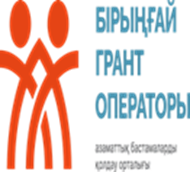 БІРЫҢҒАЙ
ГРАНТ
ОПЕРАТОРЫ
азаматтық бастамаларды
қолдау орталығы